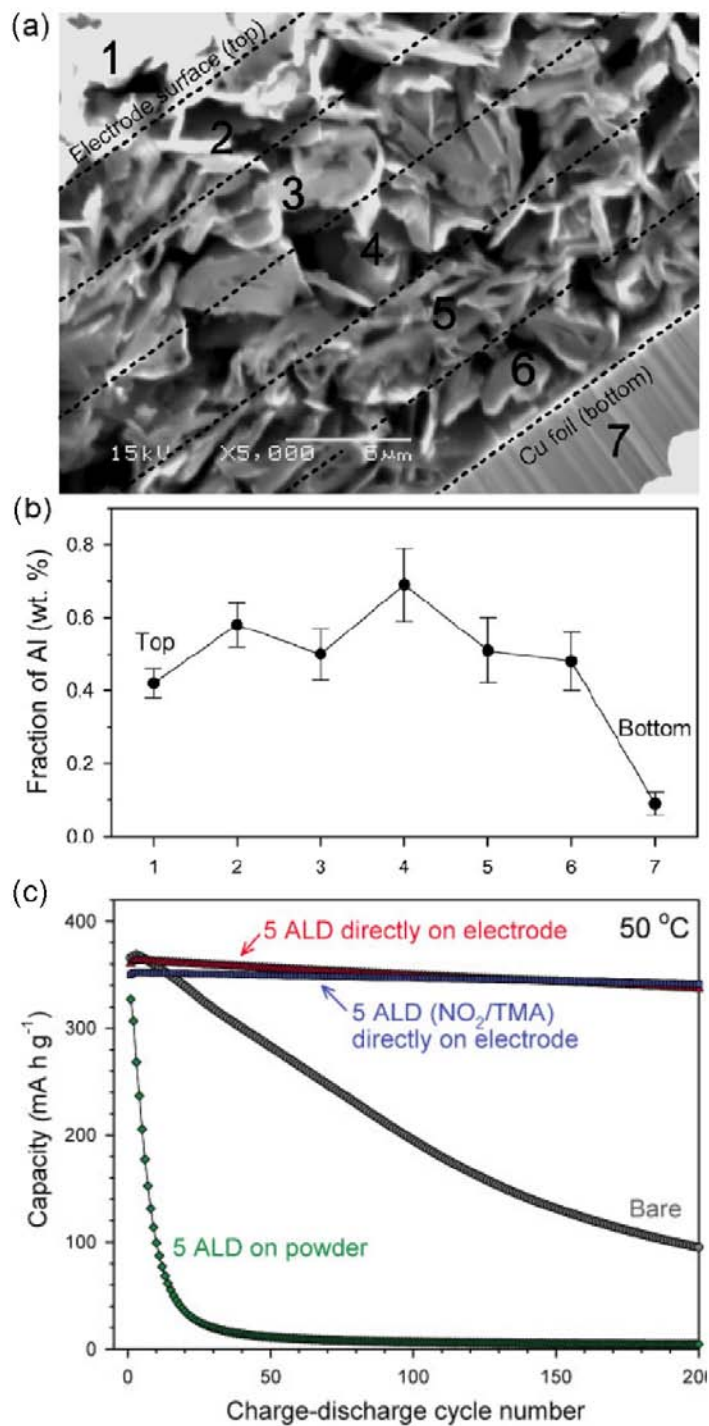 (a)
1
Electrode surface (top)
2
3
4
5
6
Cu foil (bottom)
7
15kV X5,000 6μm
(b)
Fraction of Al (wt. %)
0.8
0.6
0.4
0.2
0.0
Top
Bottom
1 2 3 4 5 6 7
(c)
Capacity (mA h g⁻¹)
400
300
200
100
0
5 ALD directly on electrode
50 °C
5 ALD (NO₂/TMA)
directly on electrode
Bare
5 ALD on powder
0 50 100 150 200
Charge-discharge cycle number